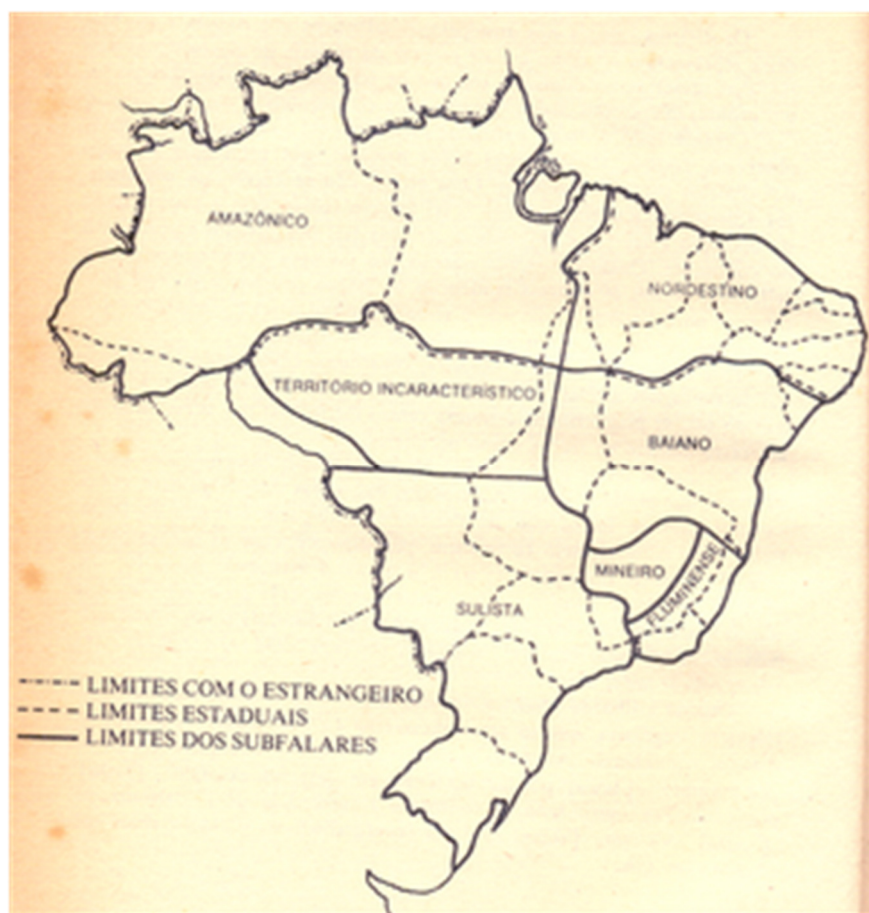 AMAZÔNICO
NORDESTINO
TERRITÓRIO INCARACTERÍSTICO
BAIANO
MINEIRO
FLUMINENSE
SULISTA
LIMITES COM O ESTRANGEIRO
LIMITES ESTADUAIS
LIMITES DOS SUBFALARES